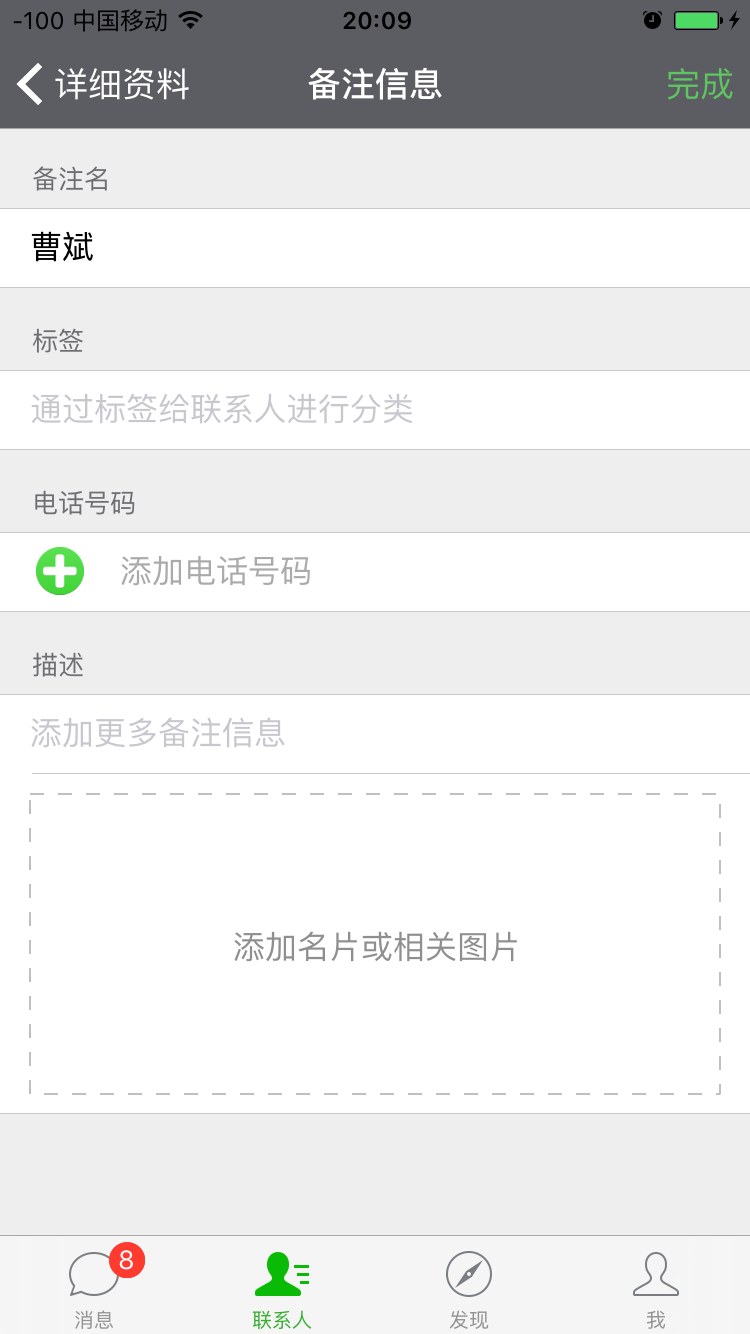 -100 中国移动 20:09
详细资料 备注信息 完成
备注名
曹斌
标签
通过标签给联系人进行分类
电话号码
添加电话号码
描述
添加更多备注信息
添加名片或相关图片
8
消息 联系人 发现 我